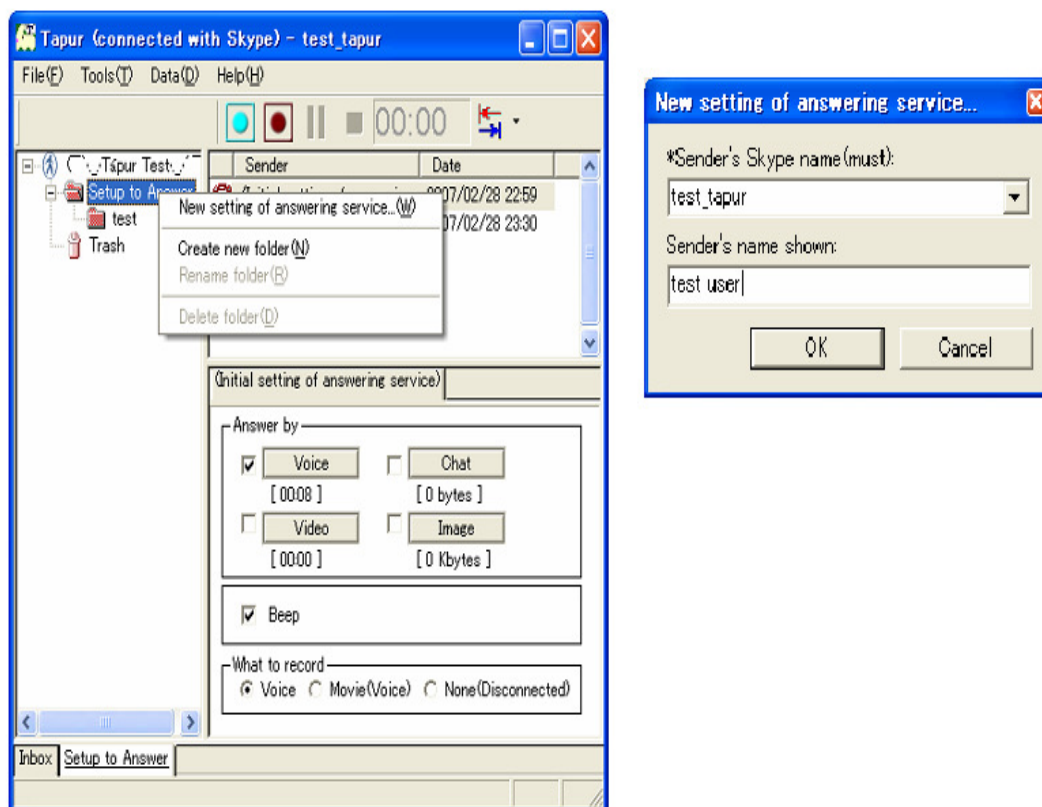 Tapur (connected with Skype) - test_tapur
File(F) Tools(T) Data(D) Help(H)
00:00
Tapur Test
Setup to Answer
test
Trash
Sender Date
2007/02/28 22:59
07/02/28 23:30
New setting of answering service...(W)
Create new folder(N)
Rename folder(R)
Delete folder(D)
(Initial setting of answering service)
Answer by
Voice Chat
[ 00:08 ] [ 0 bytes ]
Video Image
[ 00:00 ] [ 0 Kbytes ]
Beep
What to record
Voice Movie(Voice) None(Disconnected)
Inbox Setup to Answer
New setting of answering service...
*Sender's Skype name(must):
test_tapur
Sender's name shown:
test user
OK Cancel